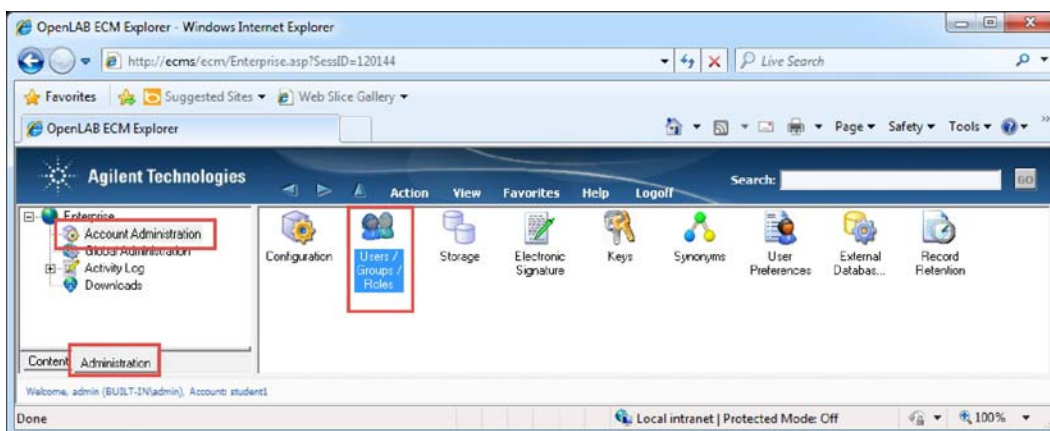 OpenLAB ECM Explorer - Windows Internet Explorer
http://ecms/ecm/Enterprise.asp?SessID=120144
Live Search
Favorites
Suggested Sites
Web Slice Gallery
OpenLAB ECM Explorer
Page
Safety
Tools
Agilent Technologies
Action
View
Favorites
Help
Logoff
Search:
GO
Enterprise
Account Administration
Global Administration
Activity Log
Downloads
Configuration
Users /
Groups /
Roles
Storage
Electronic
Signature
Keys
Synonyms
User
Preferences
External
Databas...
Record
Retention
Content
Administration
Welcome, admin (BUILT-IN\admin), Account: student1
Done
Local intranet | Protected Mode: Off
100%